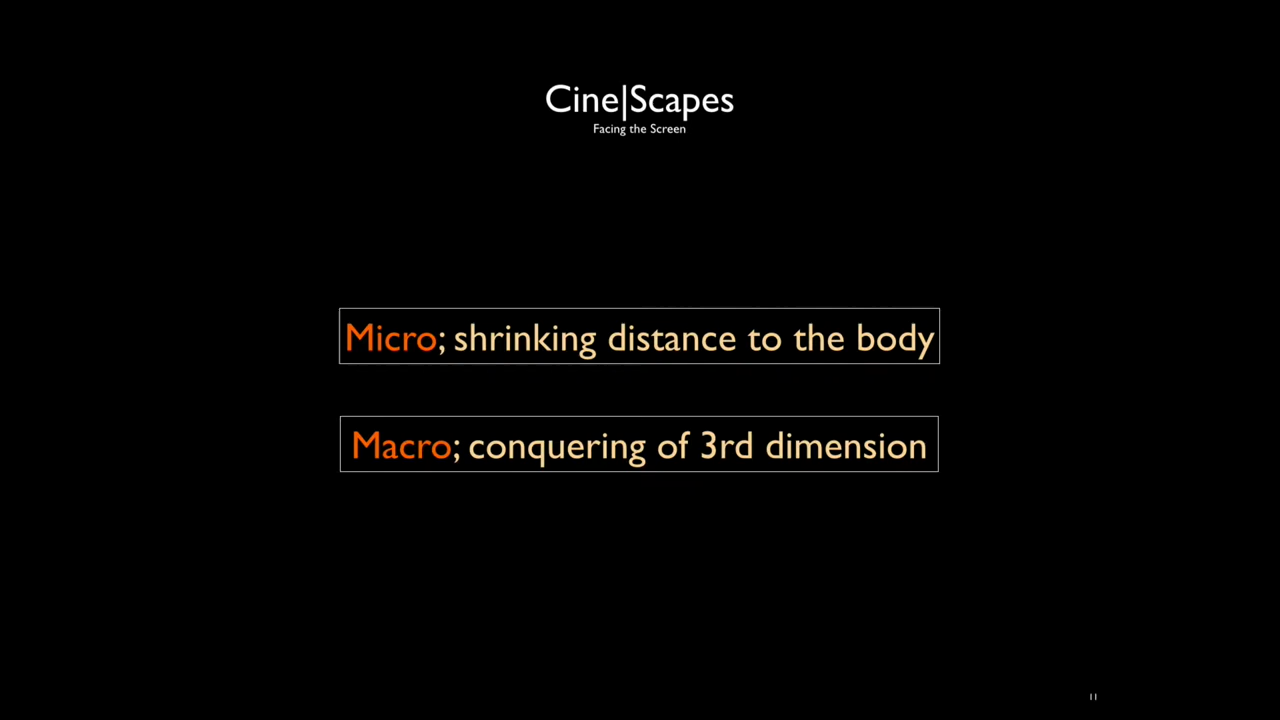 Cine|Scapes
Facing the Screen
Micro; shrinking distance to the body
Macro; conquering of 3rd dimension
11